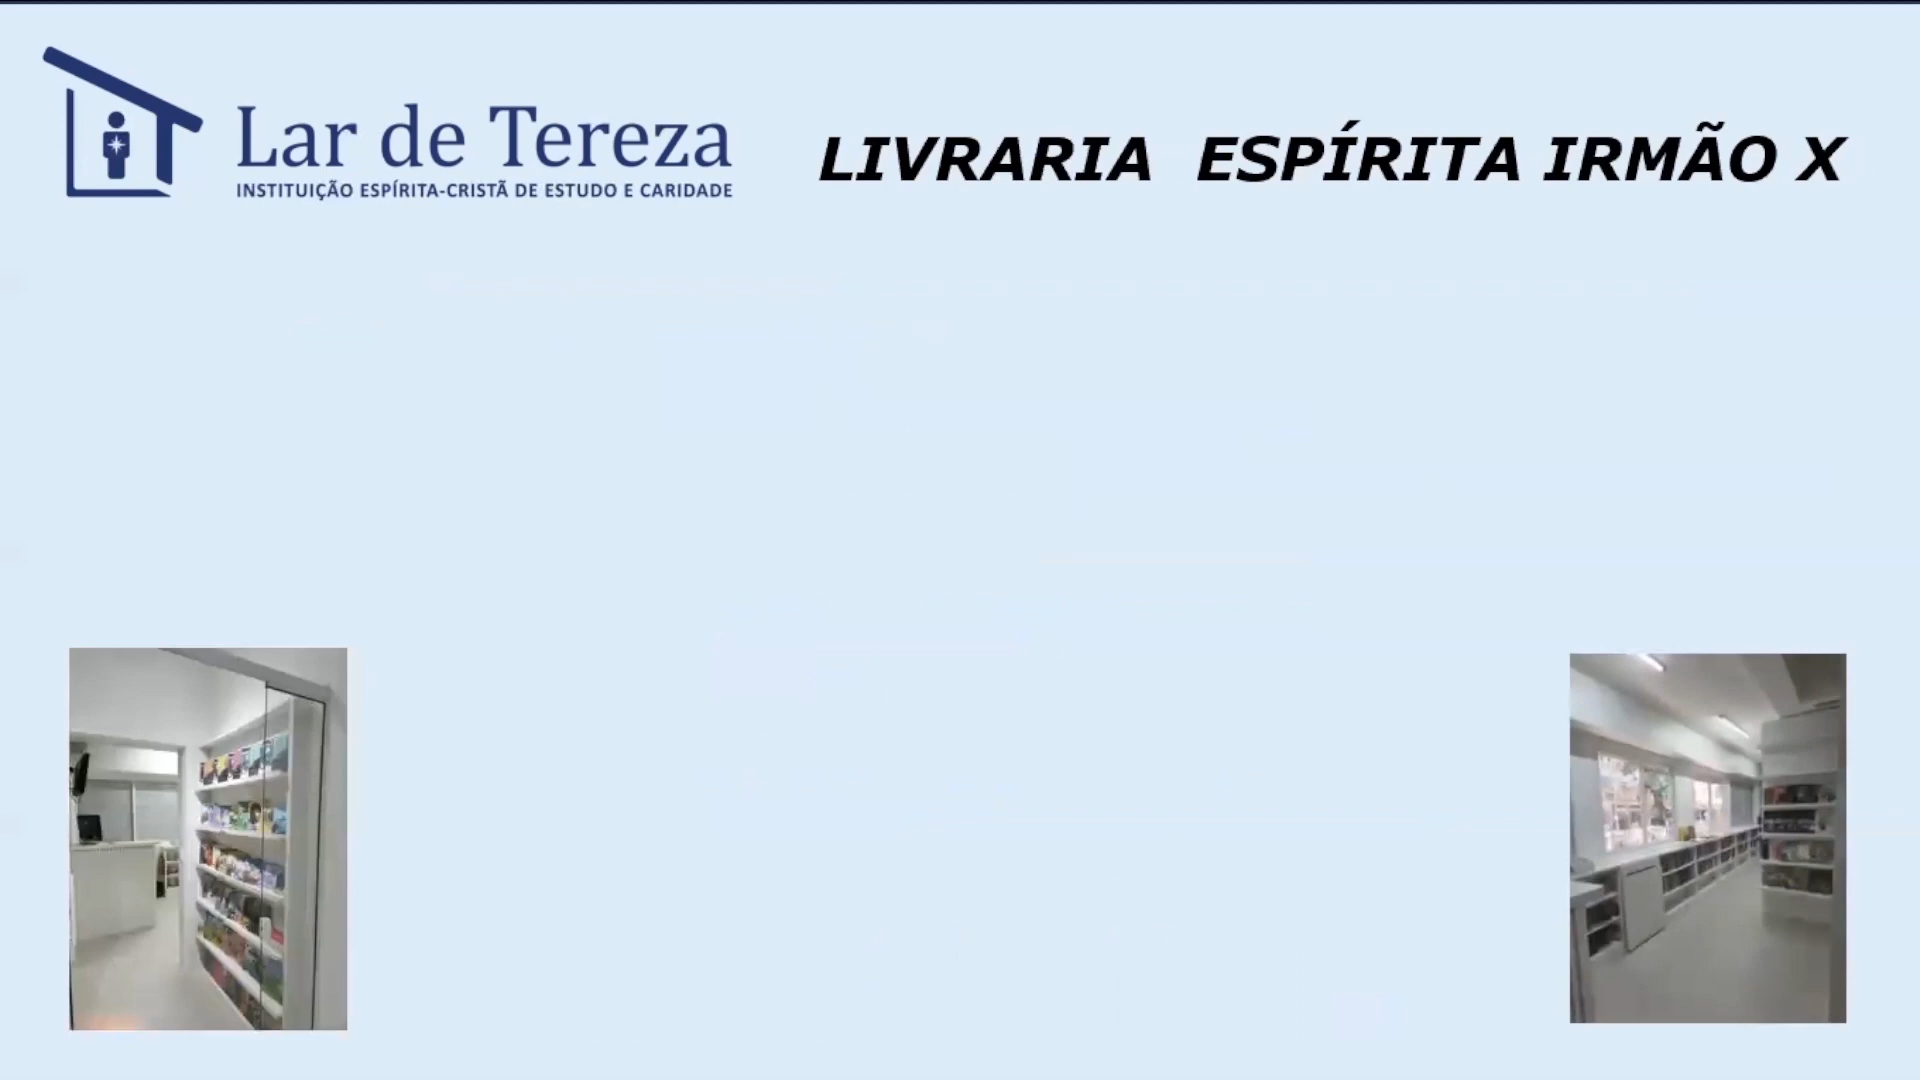 Lar de Tereza
INSTITUIÇÃO ESPÍRITA-CRISTÃ DE ESTUDO E CARIDADE
LIVRARIA ESPÍRITA IRMÃO X